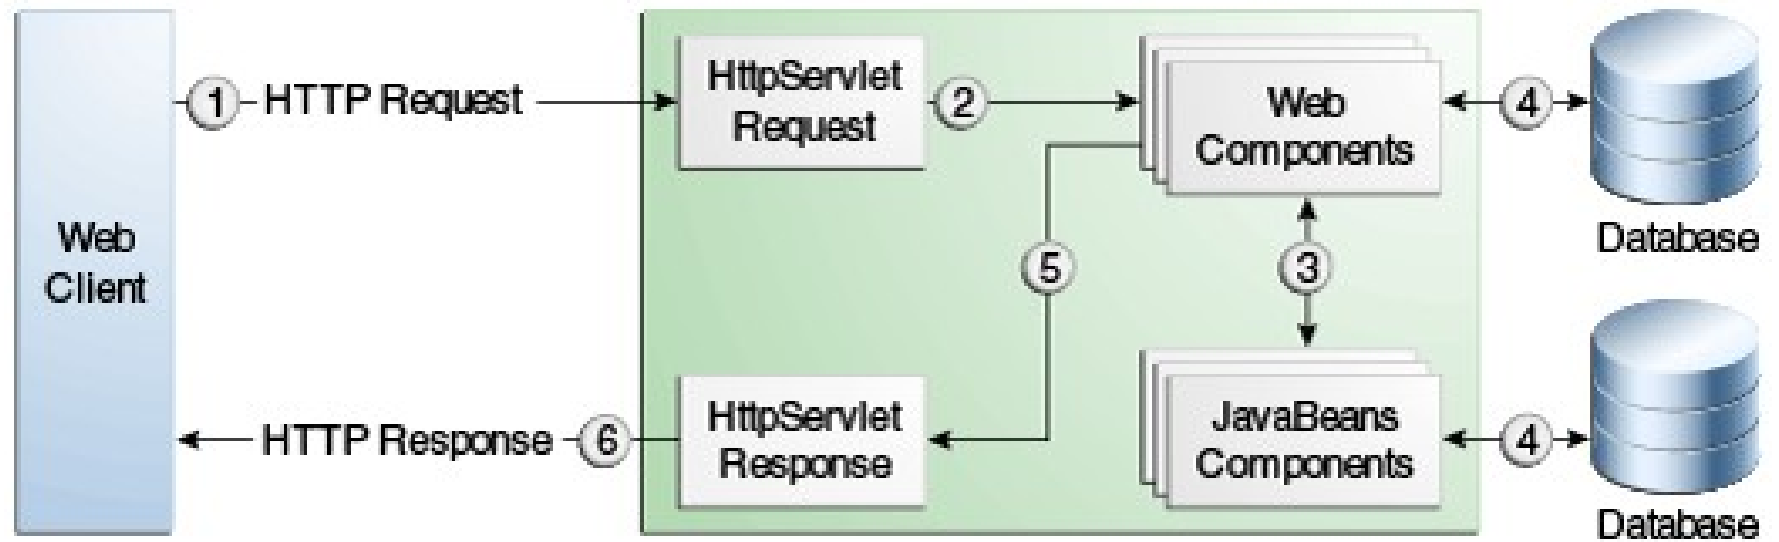 Web
Client
1
HTTP Request
HttpServlet
Request
2
Web
Components
4
Database
5
3
HTTP Response
6
HttpServlet
Response
JavaBeans
Components
4
Database